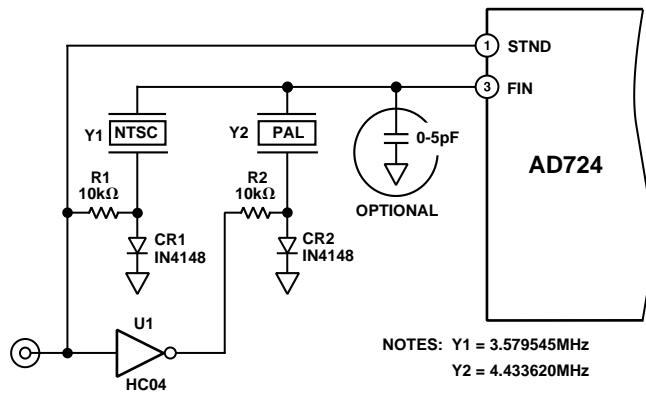 1 STND
3 FIN
Y1 NTSC
Y2 PAL
0-5pF
AD724
R1
10kΩ
R2
10kΩ
OPTIONAL
CR1
IN4148
CR2
IN4148
U1
HC04
NOTES: Y1 = 3.579545MHz
Y2 = 4.433620MHz